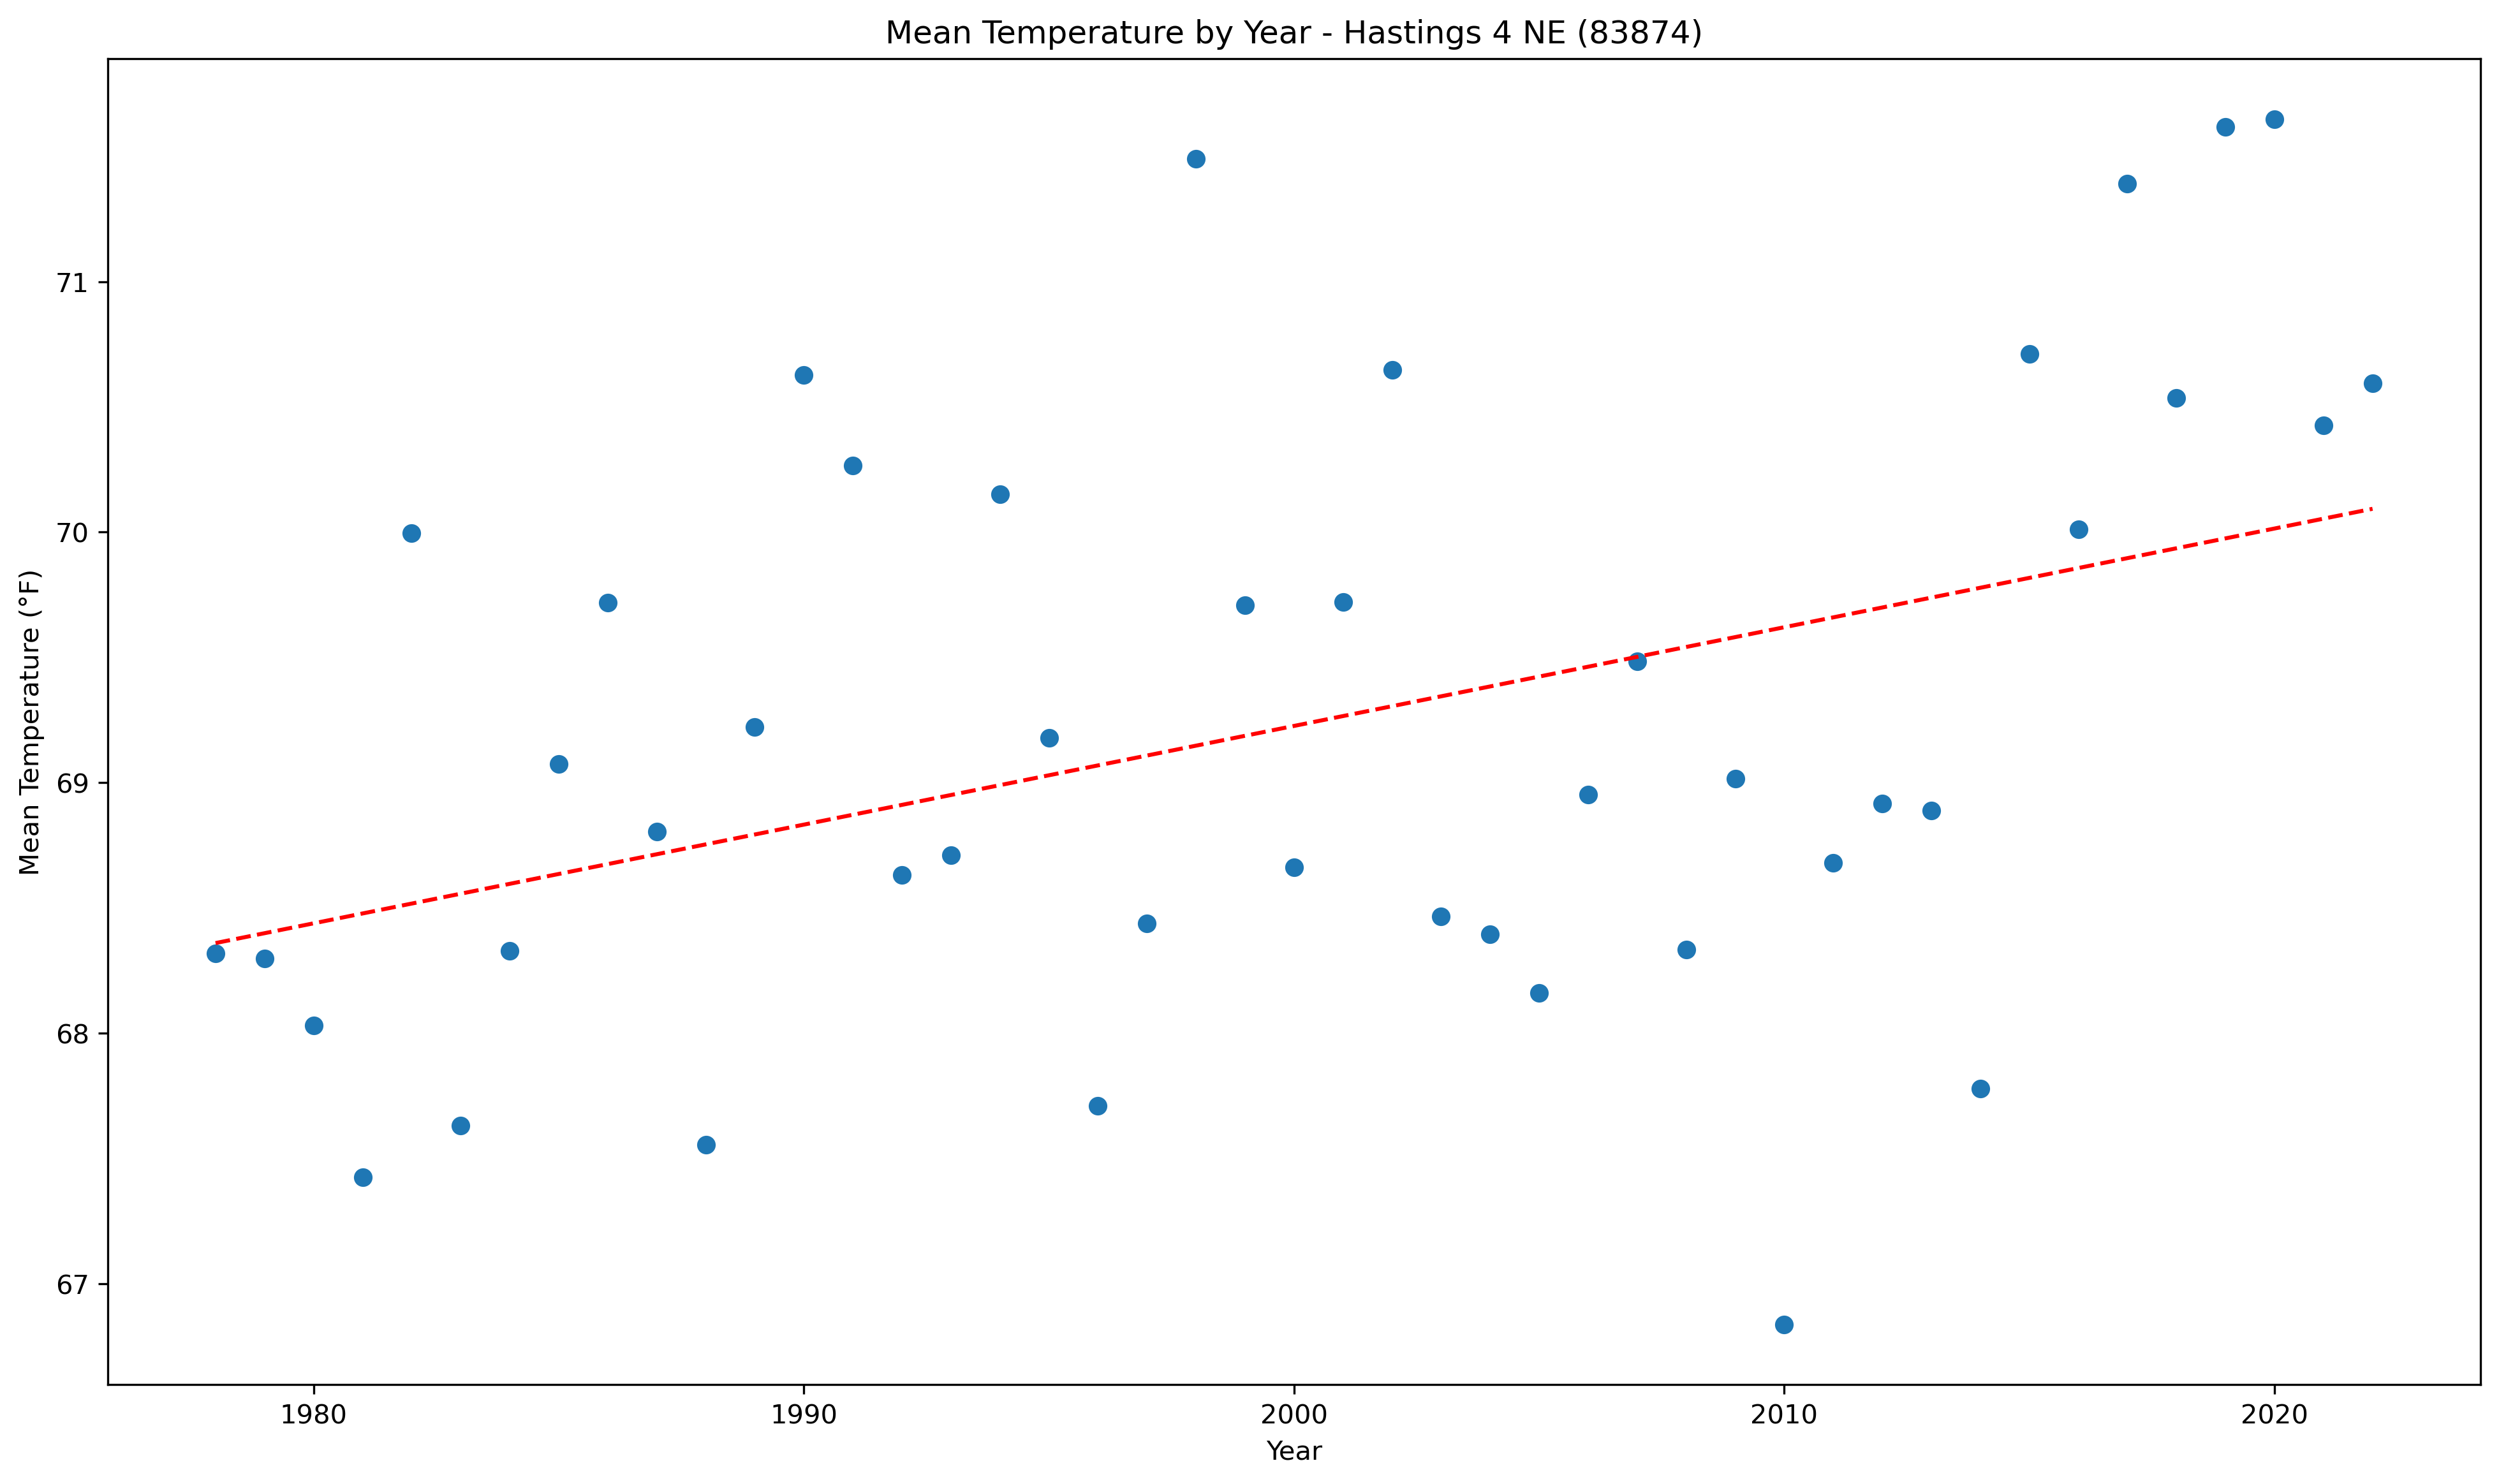 Mean Temperature by Year - Hastings 4 NE (83874)
Mean Temperature (°F)
71
70
69
68
67
1980 1990 2000 2010 2020
Year